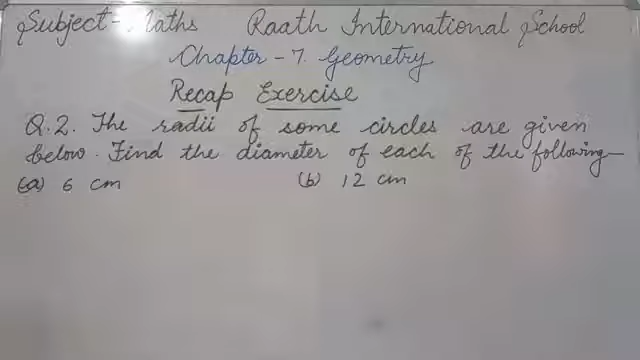 Subject- Maths Raath International School
Chapter - 7. Geometry
Recap Exercise
Q.2. The radii of some circles are given
below. Find the diameter of each of the following—
(a) 6 cm (b) 12 cm